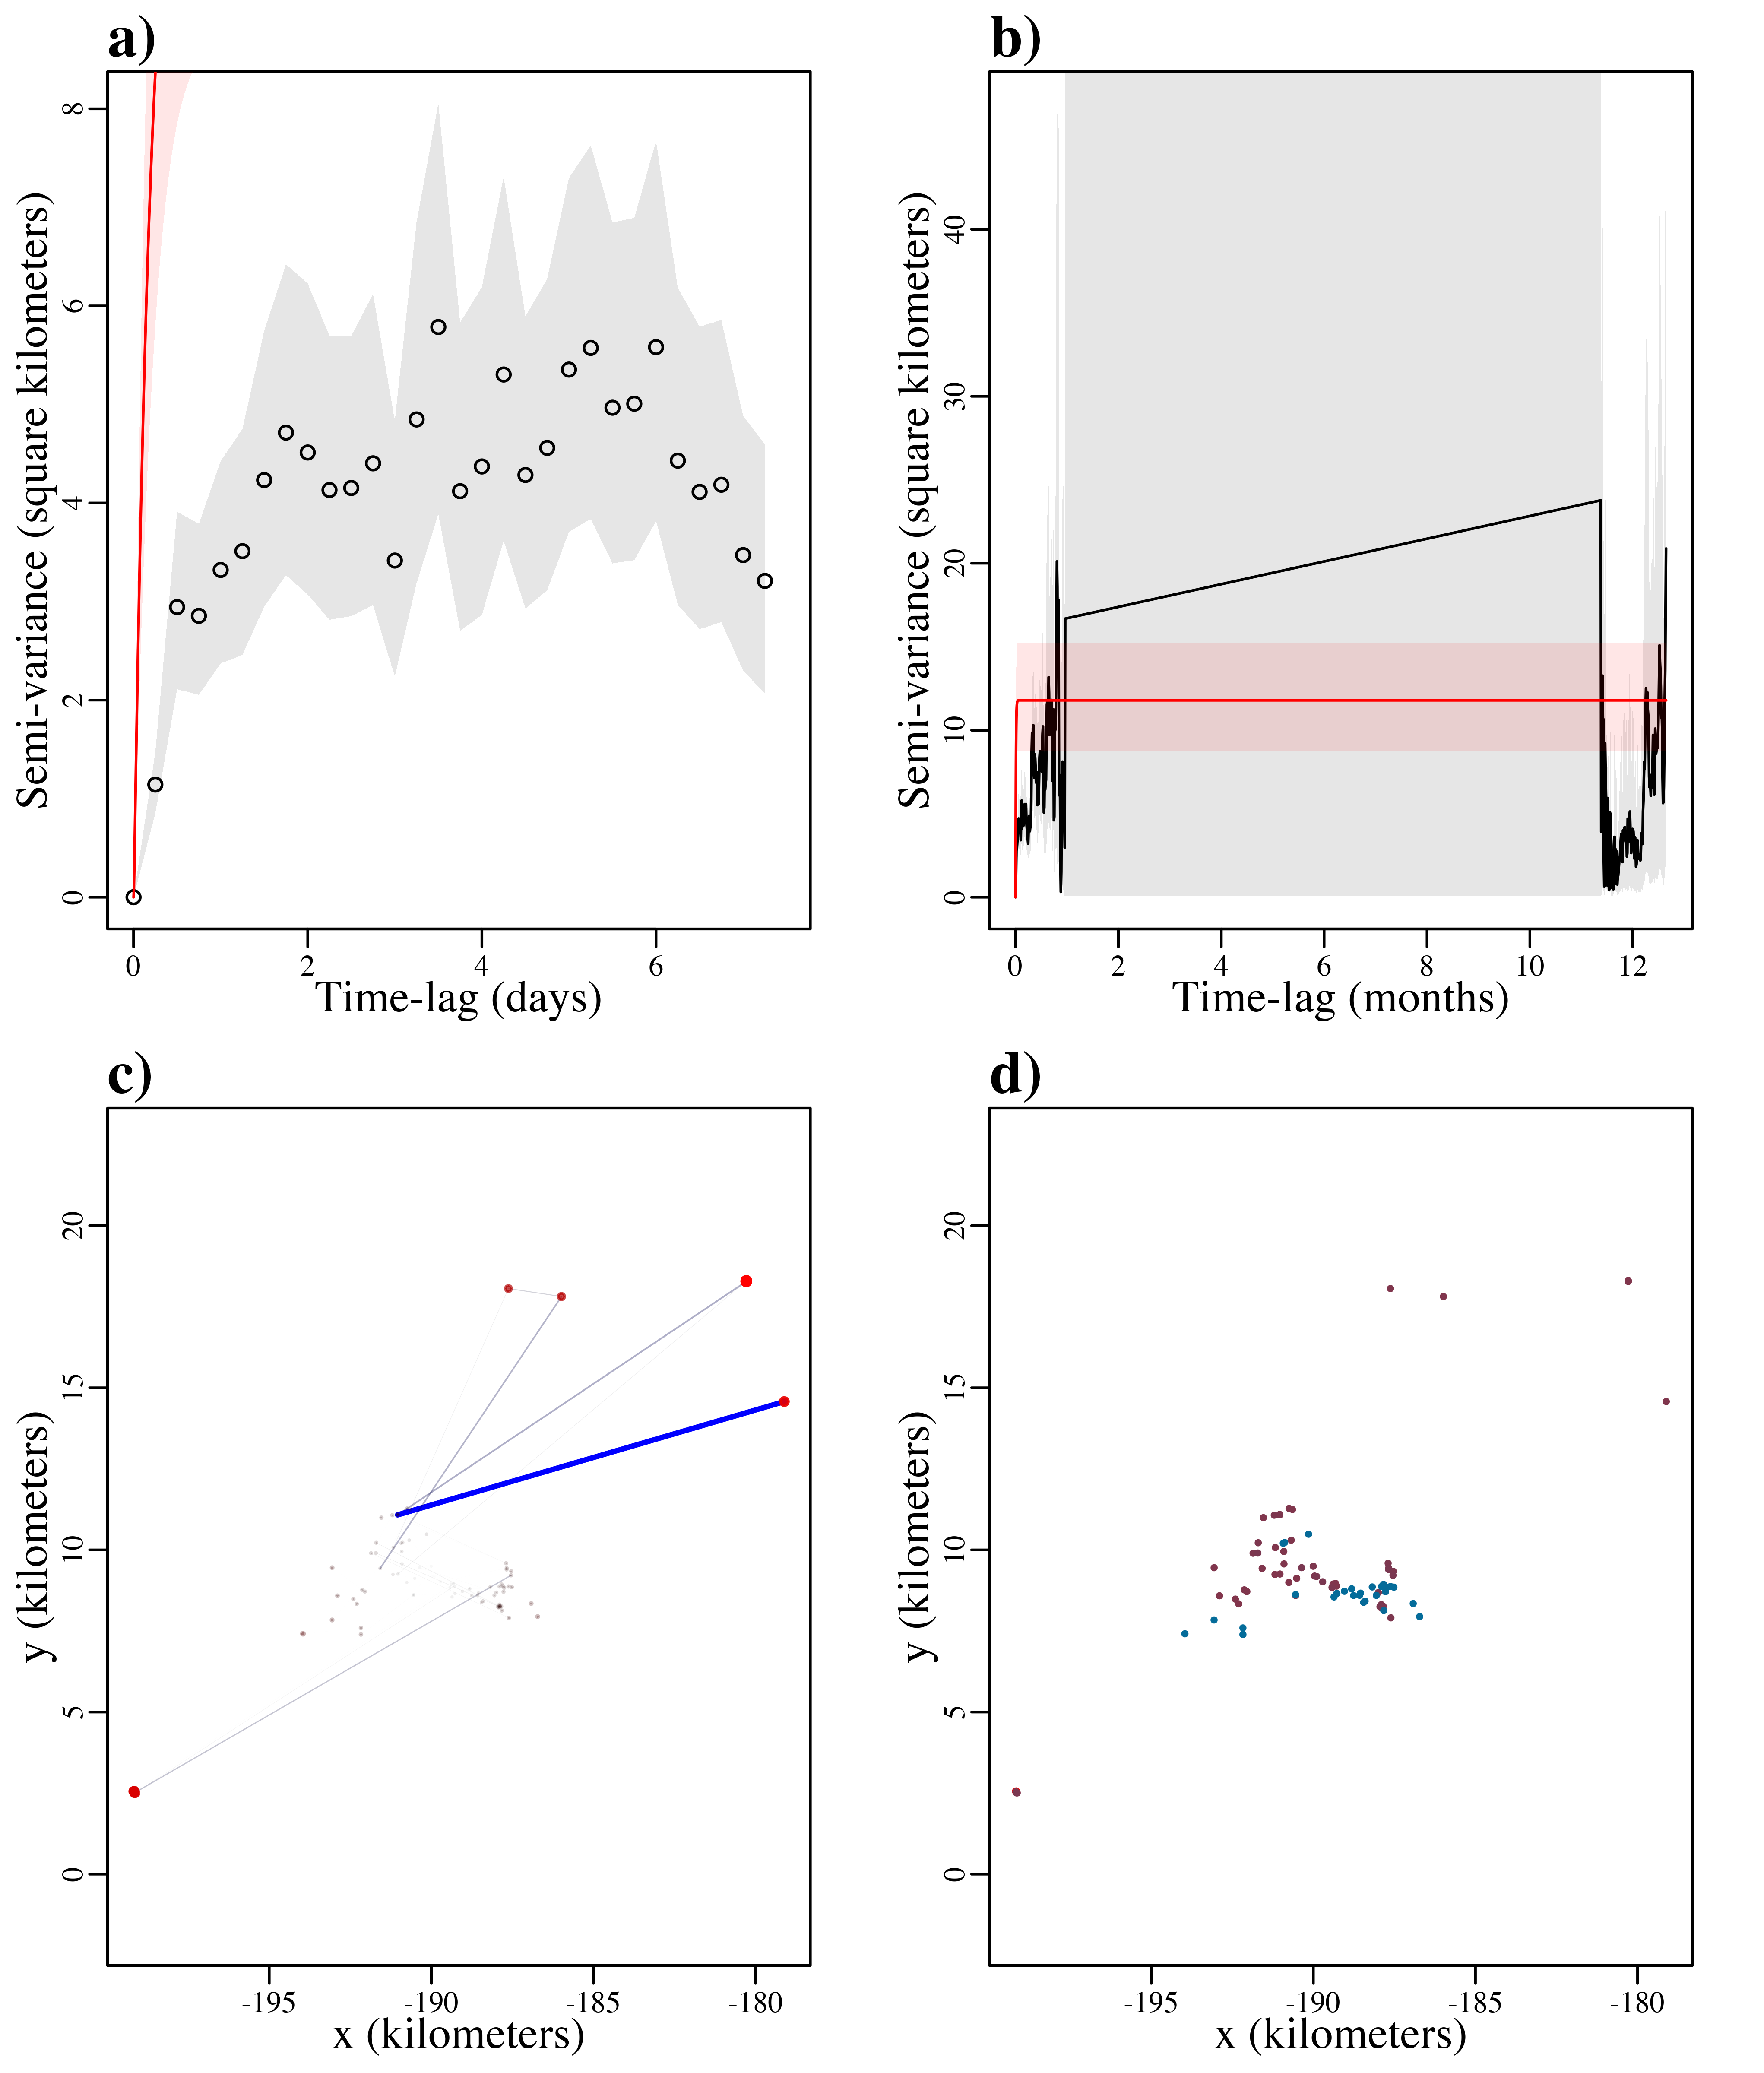 a)
Semi-variance (square kilometers)
8
6
4
2
0
0 2 4 6
Time-lag (days)
b)
Semi-variance (square kilometers)
40
30
20
10
0
0 2 4 6 8 10 12
Time-lag (months)
c)
y (kilometers)
20
15
10
5
0
-195 -190 -185 -180
x (kilometers)
d)
y (kilometers)
20
15
10
5
0
-195 -190 -185 -180
x (kilometers)